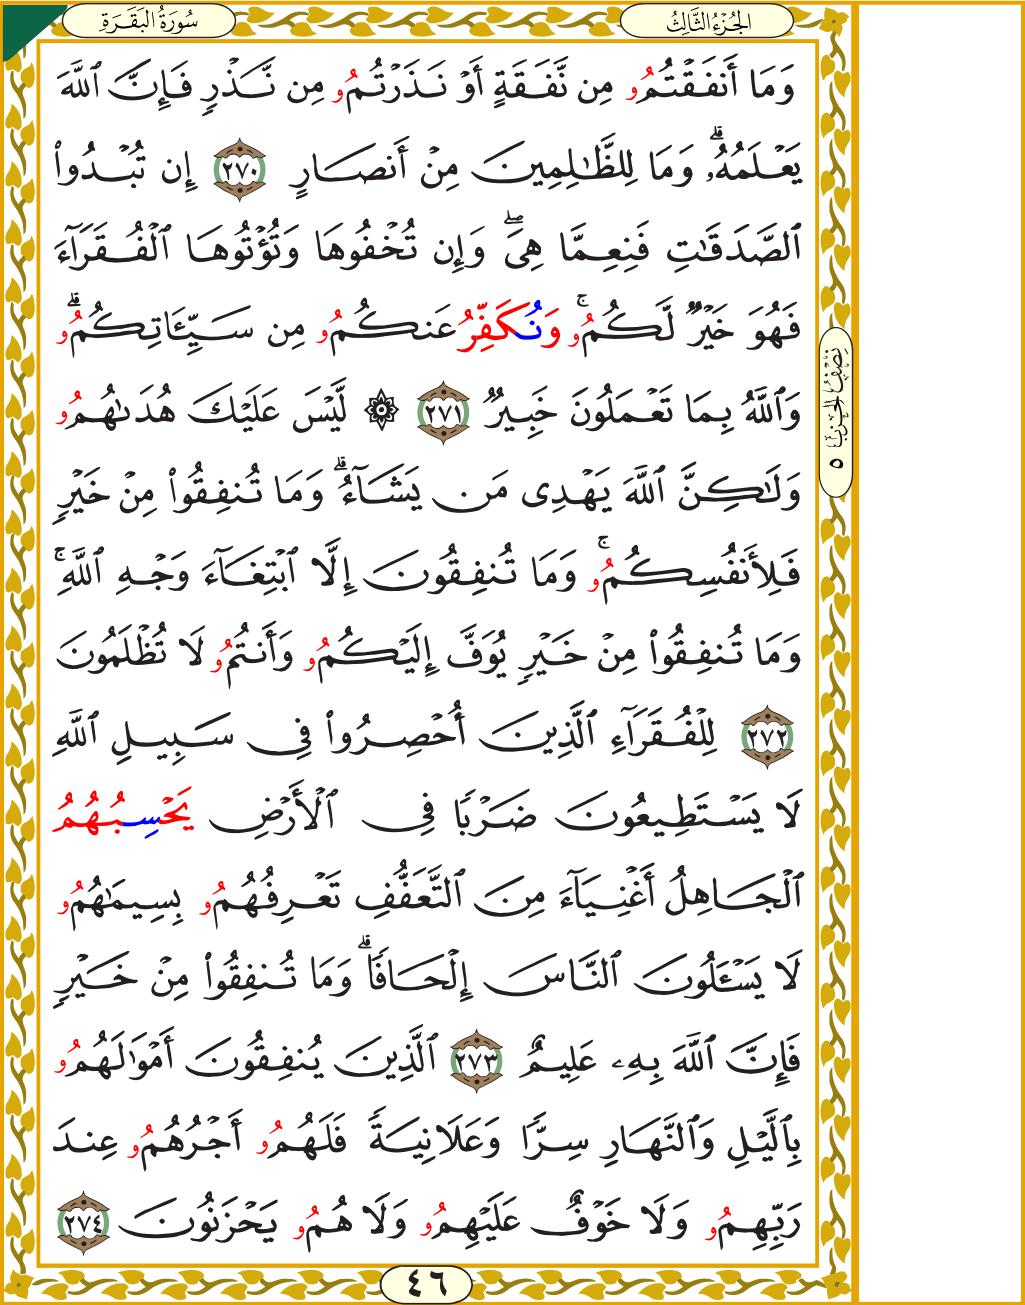 سُورَةُ البَقَرَةِ
الجُزْءُ الثَّالِثُ
وَمَا أَنفَقْتُمُۥ مِن نَّفَقَةٍ أَوْ نَذَرْتُمُۥ مِن نَّذْرٍ فَإِنَّ ٱللَّهَ
يَعْلَمُهُۥۗ وَمَا لِلظَّٰلِمِينَ مِنْ أَنصَارٍ ٢٧٠ إِن تُبْدُوا۟
ٱلصَّدَقَٰتِ فَنِعِمَّا هِىَۖ وَإِن تُخْفُوهَا وَتُؤْتُوهَا ٱلْفُقَرَآءَ
فَهُوَ خَيْرٌ لَّكُمُۥۚ وَنُكَفِّرُ عَنكُمُۥ مِن سَيِّـَٔاتِكُمُۥۗ
وَٱللَّهُ بِمَا تَعْمَلُونَ خَبِيرٌ ٢٧١ ۞ لَّيْسَ عَلَيْكَ هُدَىٰهُمُۥ
وَلَٰكِنَّ ٱللَّهَ يَهْدِى مَن يَشَآءُۗ وَمَا تُنفِقُوا۟ مِنْ خَيْرٍ
فَلِأَنفُسِكُمُۥۚ وَمَا تُنفِقُونَ إِلَّا ٱبْتِغَآءَ وَجْهِ ٱللَّهِۚ
وَمَا تُنفِقُوا۟ مِنْ خَيْرٍ يُوَفَّ إِلَيْكُمُۥ وَأَنتُمُۥ لَا تُظْلَمُونَ
٢٧٢ لِلْفُقَرَآءِ ٱلَّذِينَ أُحْصِرُوا۟ فِى سَبِيلِ ٱللَّهِ
لَا يَسْتَطِيعُونَ ضَرْبًا فِى ٱلْأَرْضِ يَحْسِبُهُمُ
ٱلْجَاهِلُ أَغْنِيَآءَ مِنَ ٱلتَّعَفُّفِ تَعْرِفُهُمُۥ بِسِيمَٰهُمُۥ
لَا يَسْـَٔلُونَ ٱلنَّاسَ إِلْحَافًاۗ وَمَا تُنفِقُوا۟ مِنْ خَيْرٍ
فَإِنَّ ٱللَّهَ بِهِۦ عَلِيمٌ ٢٧٣ ٱلَّذِينَ يُنفِقُونَ أَمْوَٰلَهُمُۥ
بِٱلَّيْلِ وَٱلنَّهَارِ سِرًّا وَعَلَانِيَةً فَلَهُمُۥ أَجْرُهُمُۥ عِندَ
رَبِّهِمُۥ وَلَا خَوْفٌ عَلَيْهِمُۥ وَلَا هُمُۥ يَحْزَنُونَ ٢٧٤
نِصْفُ الحِزْبِ ٥
٤٦